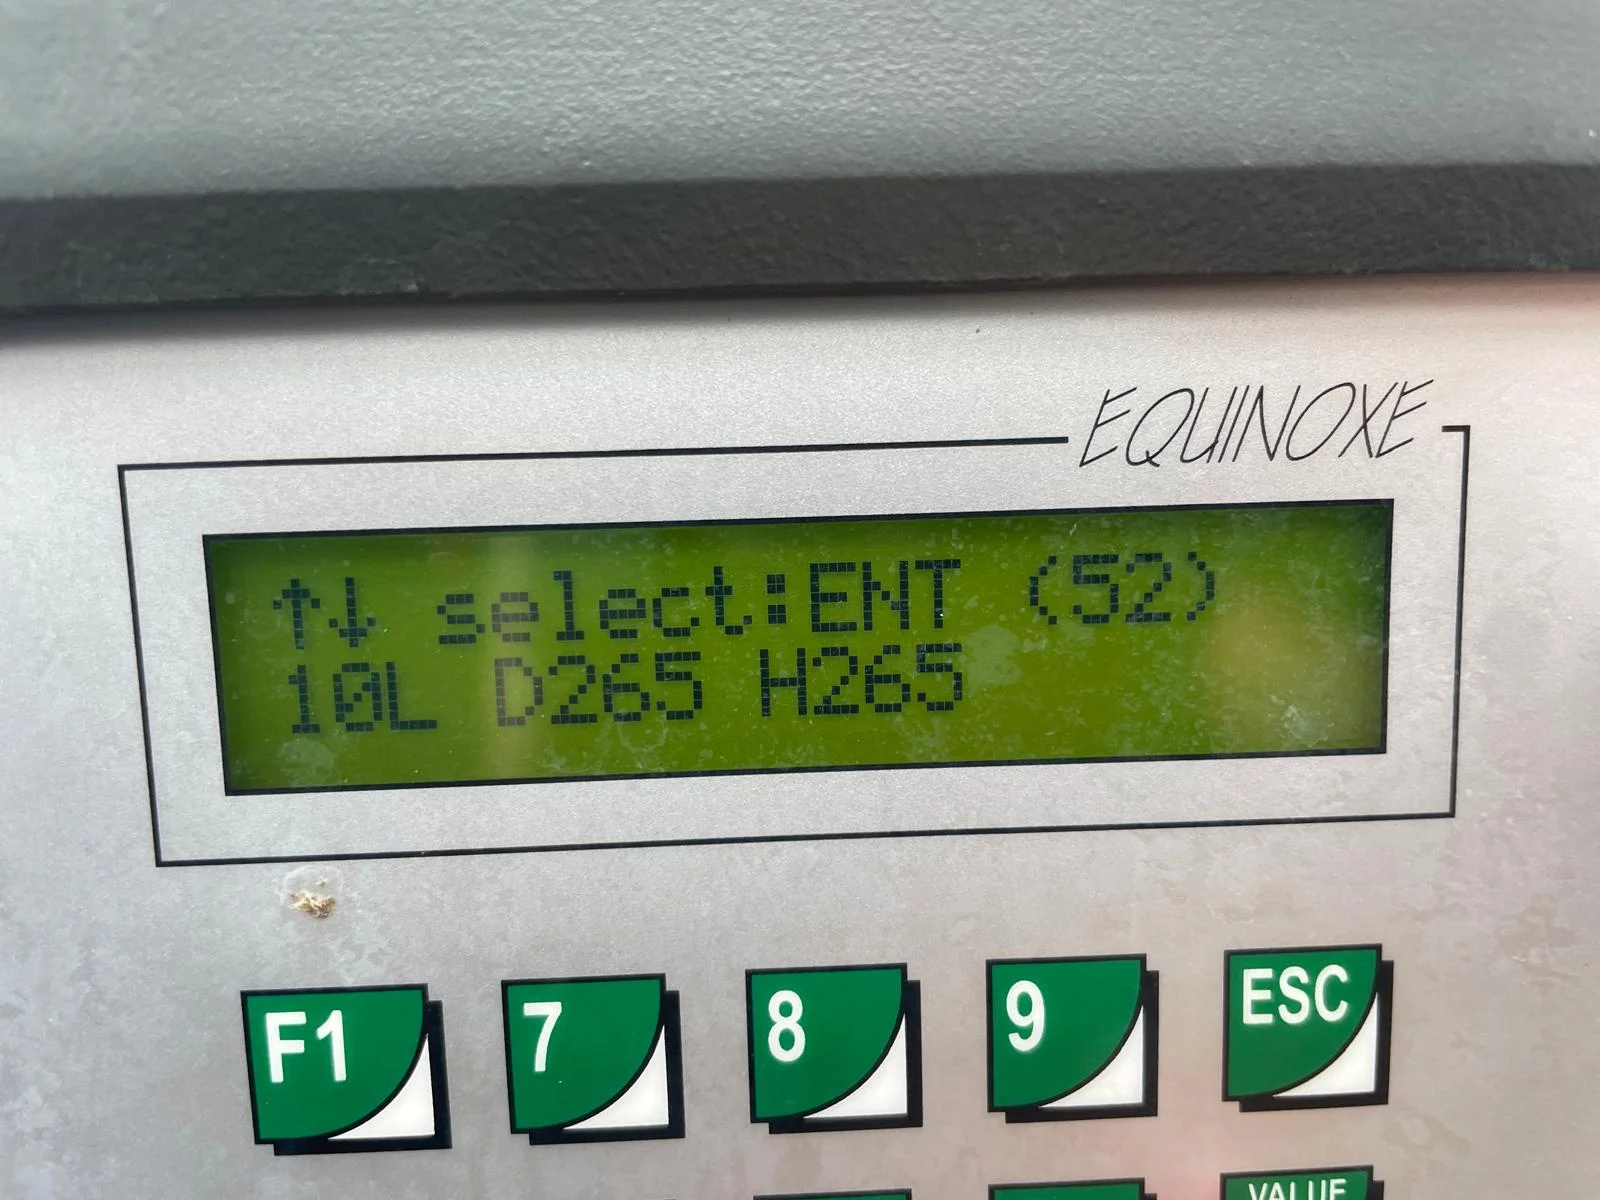 EQUINOXE
↑↓ select:ENT (52)
10L D265 H265
F1 7 8 9 ESC
VALUE